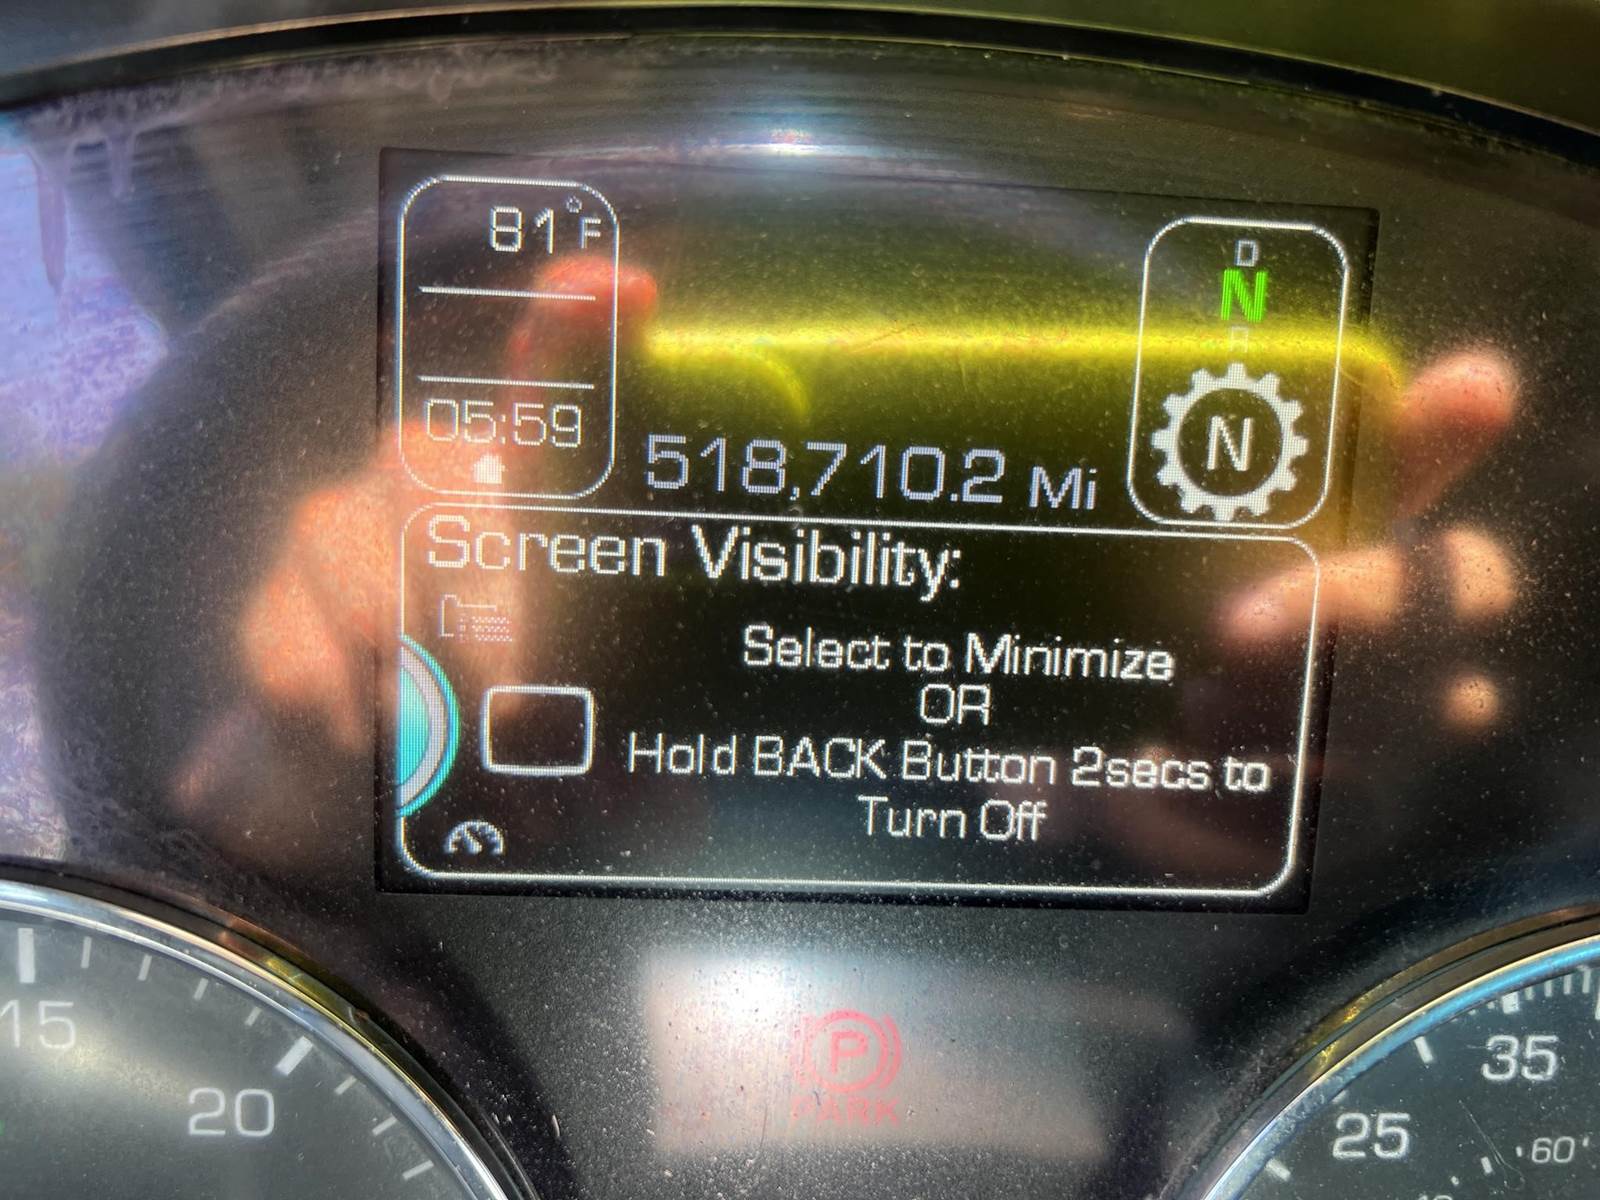 81°F
D
N
R
N
05:59
518,710.2 Mi
Screen Visibility:
Select to Minimize
OR
Hold BACK Button 2secs to
Turn Off
P
PARK
15
20
35
25
60